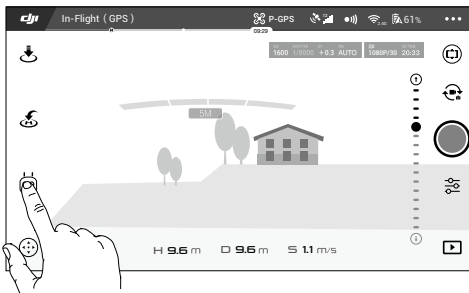 dji In-Flight ( GPS ) P-GPS 61%
09:29
1600 1/8000 +0.3 AUTO 1080P/30 20:33
5M
H
H 9.6 m D 9.6 m S 1.1 m/s